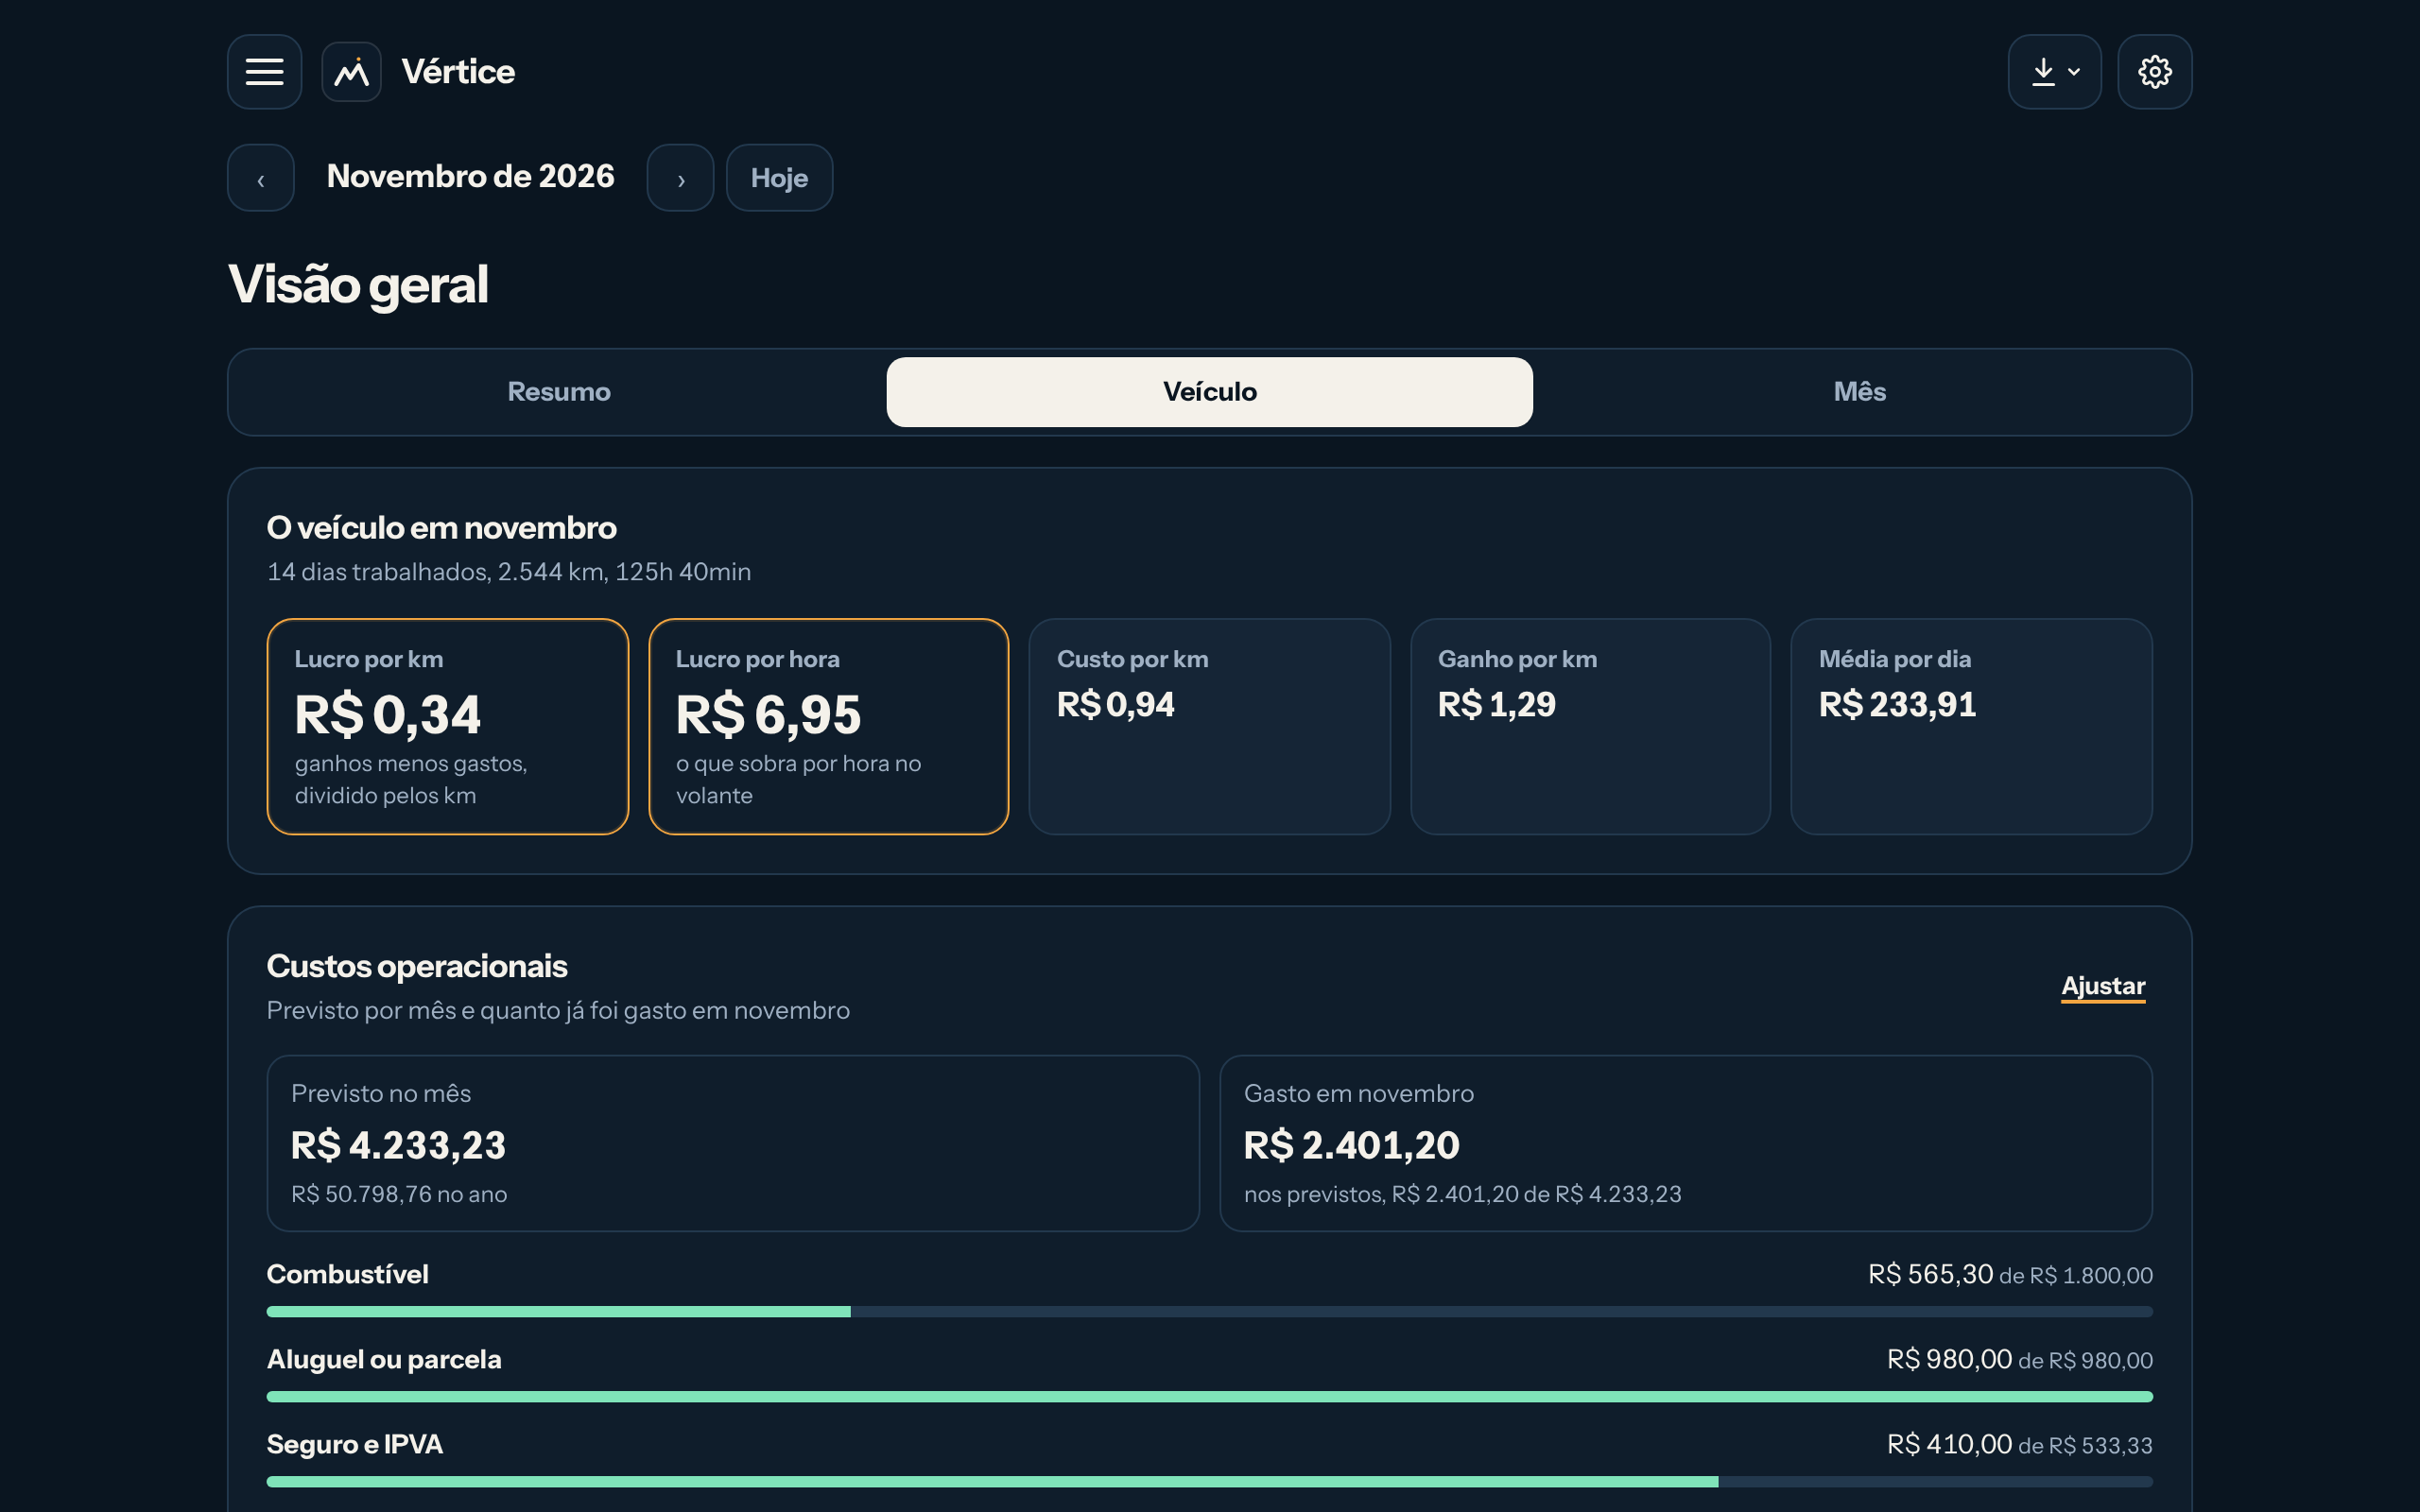 Vértice
‹ Novembro de 2026 › Hoje
Visão geral
Resumo Veículo Mês
O veículo em novembro
14 dias trabalhados, 2.544 km, 125h 40min
Lucro por km
R$ 0,34
ganhos menos gastos,
dividido pelos km
Lucro por hora
R$ 6,95
o que sobra por hora no
volante
Custo por km
R$ 0,94
Ganho por km
R$ 1,29
Média por dia
R$ 233,91
Custos operacionais
Previsto por mês e quanto já foi gasto em novembro
Ajustar
Previsto no mês
R$ 4.233,23
R$ 50.798,76 no ano
Gasto em novembro
R$ 2.401,20
nos previstos, R$ 2.401,20 de R$ 4.233,23
Combustível R$ 565,30 de R$ 1.800,00
Aluguel ou parcela R$ 980,00 de R$ 980,00
Seguro e IPVA R$ 410,00 de R$ 533,33